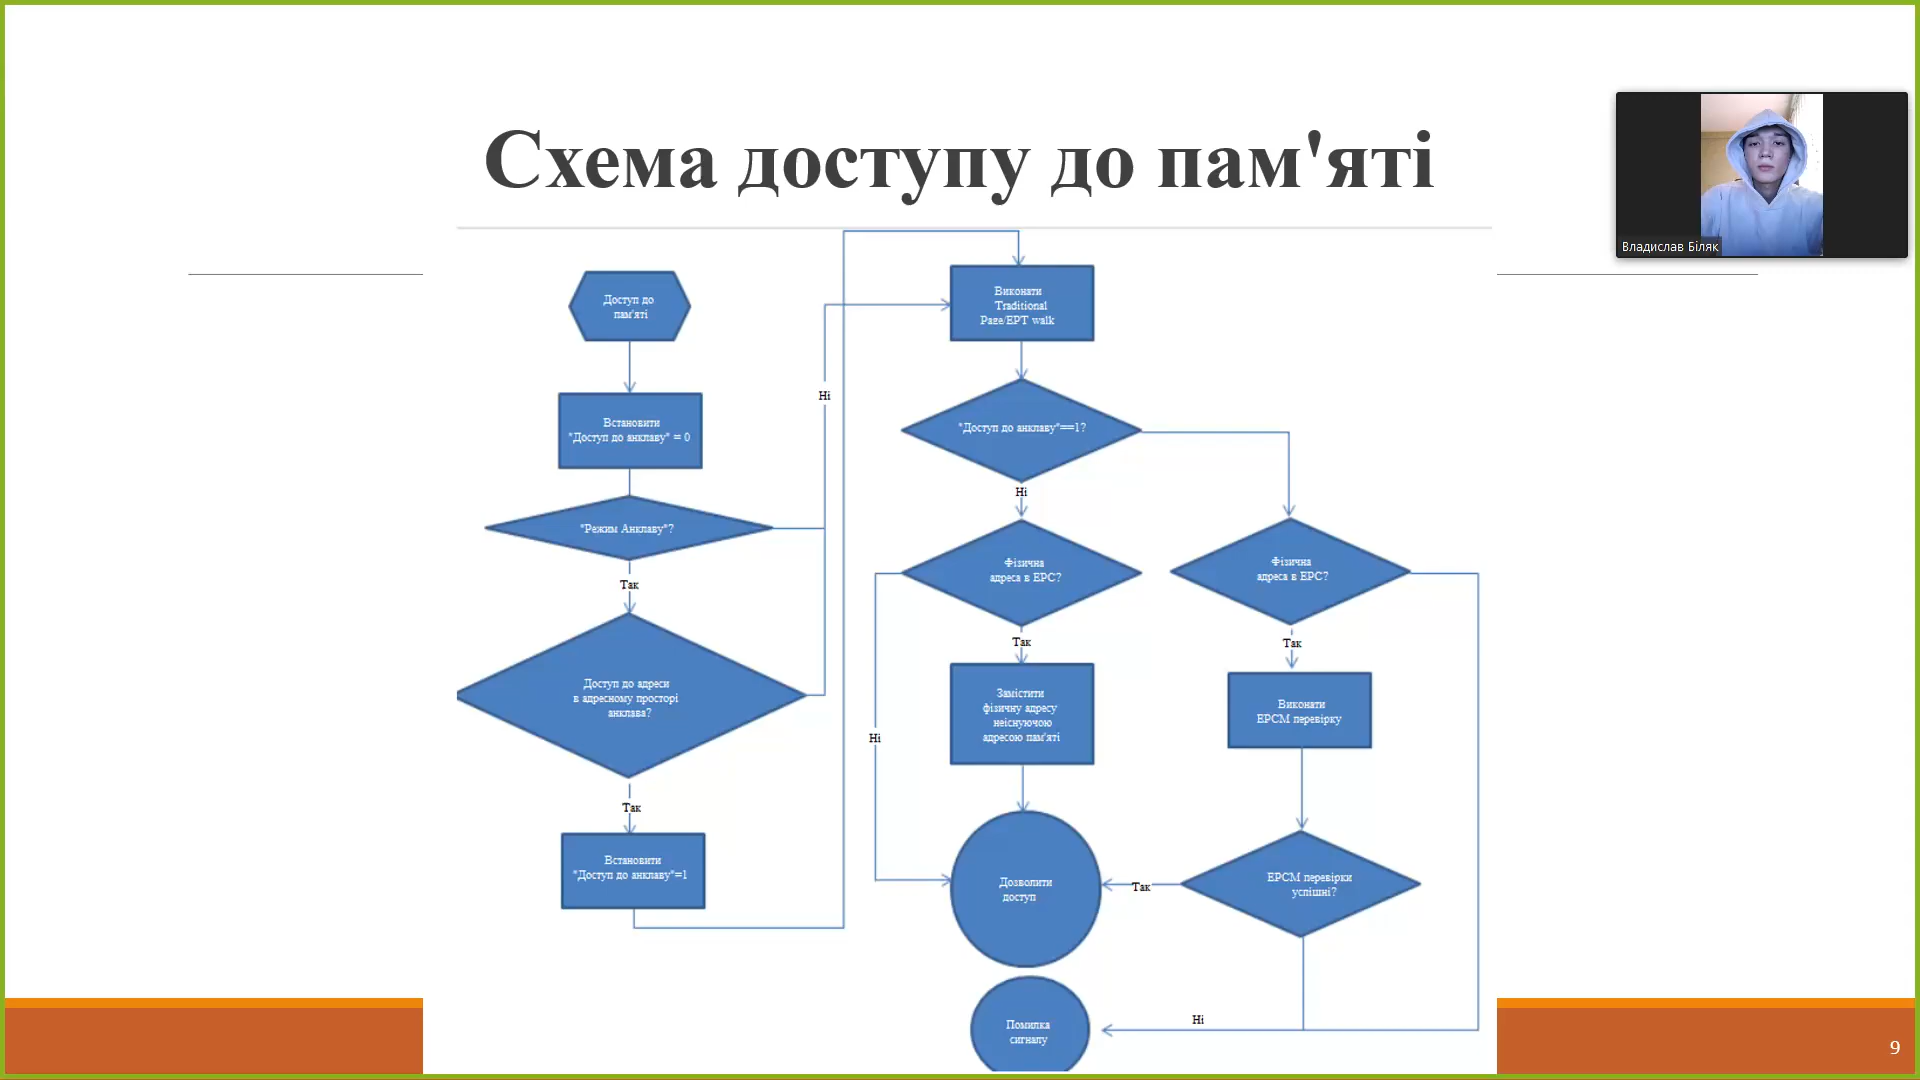 Схема доступу до пам'яті
Владислав Біляк
Доступ до
пам'яті
Встановити
"Доступ до анклаву" = 0
"Режим Анклаву"?
Так
Ні
Доступ до адреси
в адресному просторі
анклава?
Так
Встановити
"Доступ до анклаву"=1
Виконати
Traditional
Page/EPT walk
"Доступ до анклаву"==1?
Ні
Фізична
адреса в EPC?
Так
Ні
Замістити
фізичну адресу
неіснуючою
адресою пам'яті
Дозволити
доступ
Фізична
адреса в EPC?
Так
Виконати
EPCM перевірку
EPCM перевірки
успішні?
Так
Ні
Помилка
сигналу
9